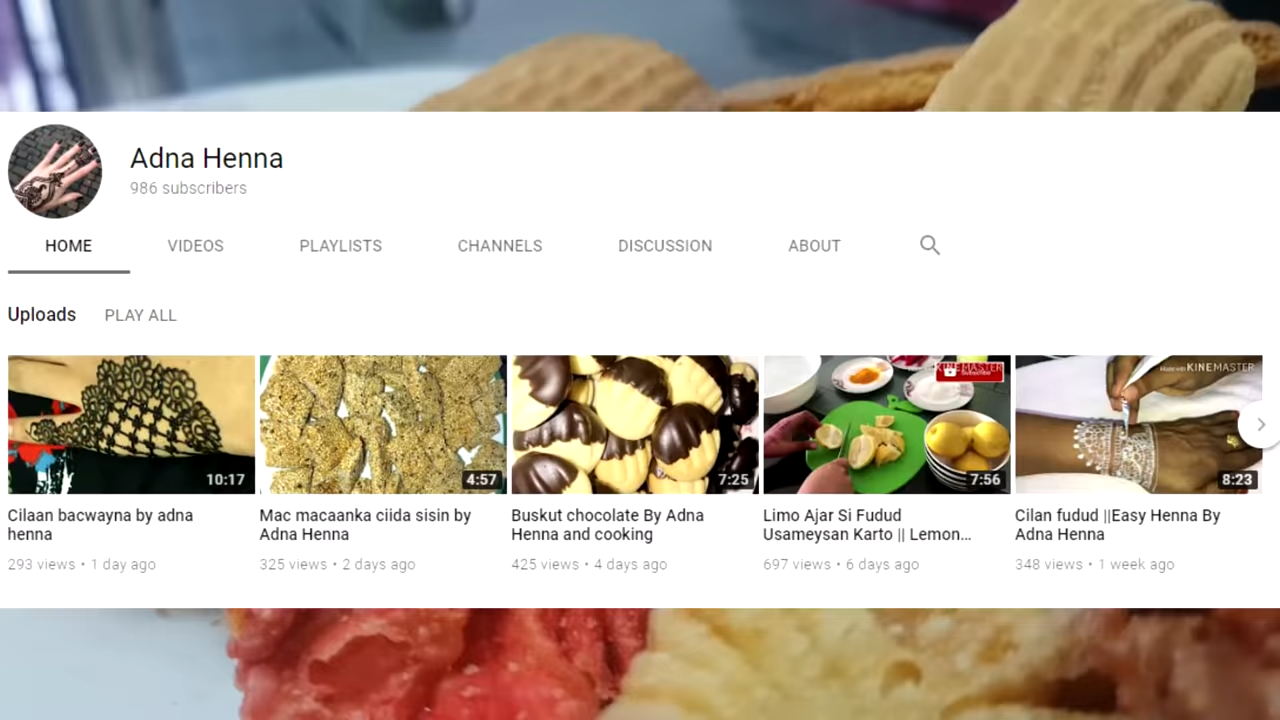 Adna Henna
986 subscribers
HOME
VIDEOS
PLAYLISTS
CHANNELS
DISCUSSION
ABOUT
Uploads
PLAY ALL
10:17
4:57
KINEMASTER
Subscribe
7:25
7:56
Made with KINEMASTER
8:23
Cilaan bacwayna by adna
henna
293 views • 1 day ago
Mac macaanka ciida sisin by
Adna Henna
325 views • 2 days ago
Buskut chocolate By Adna
Henna and cooking
425 views • 4 days ago
Limo Ajar Si Fudud
Usameysan Karto || Lemon...
697 views • 6 days ago
Cilan fudud ||Easy Henna By
Adna Henna
348 views • 1 week ago